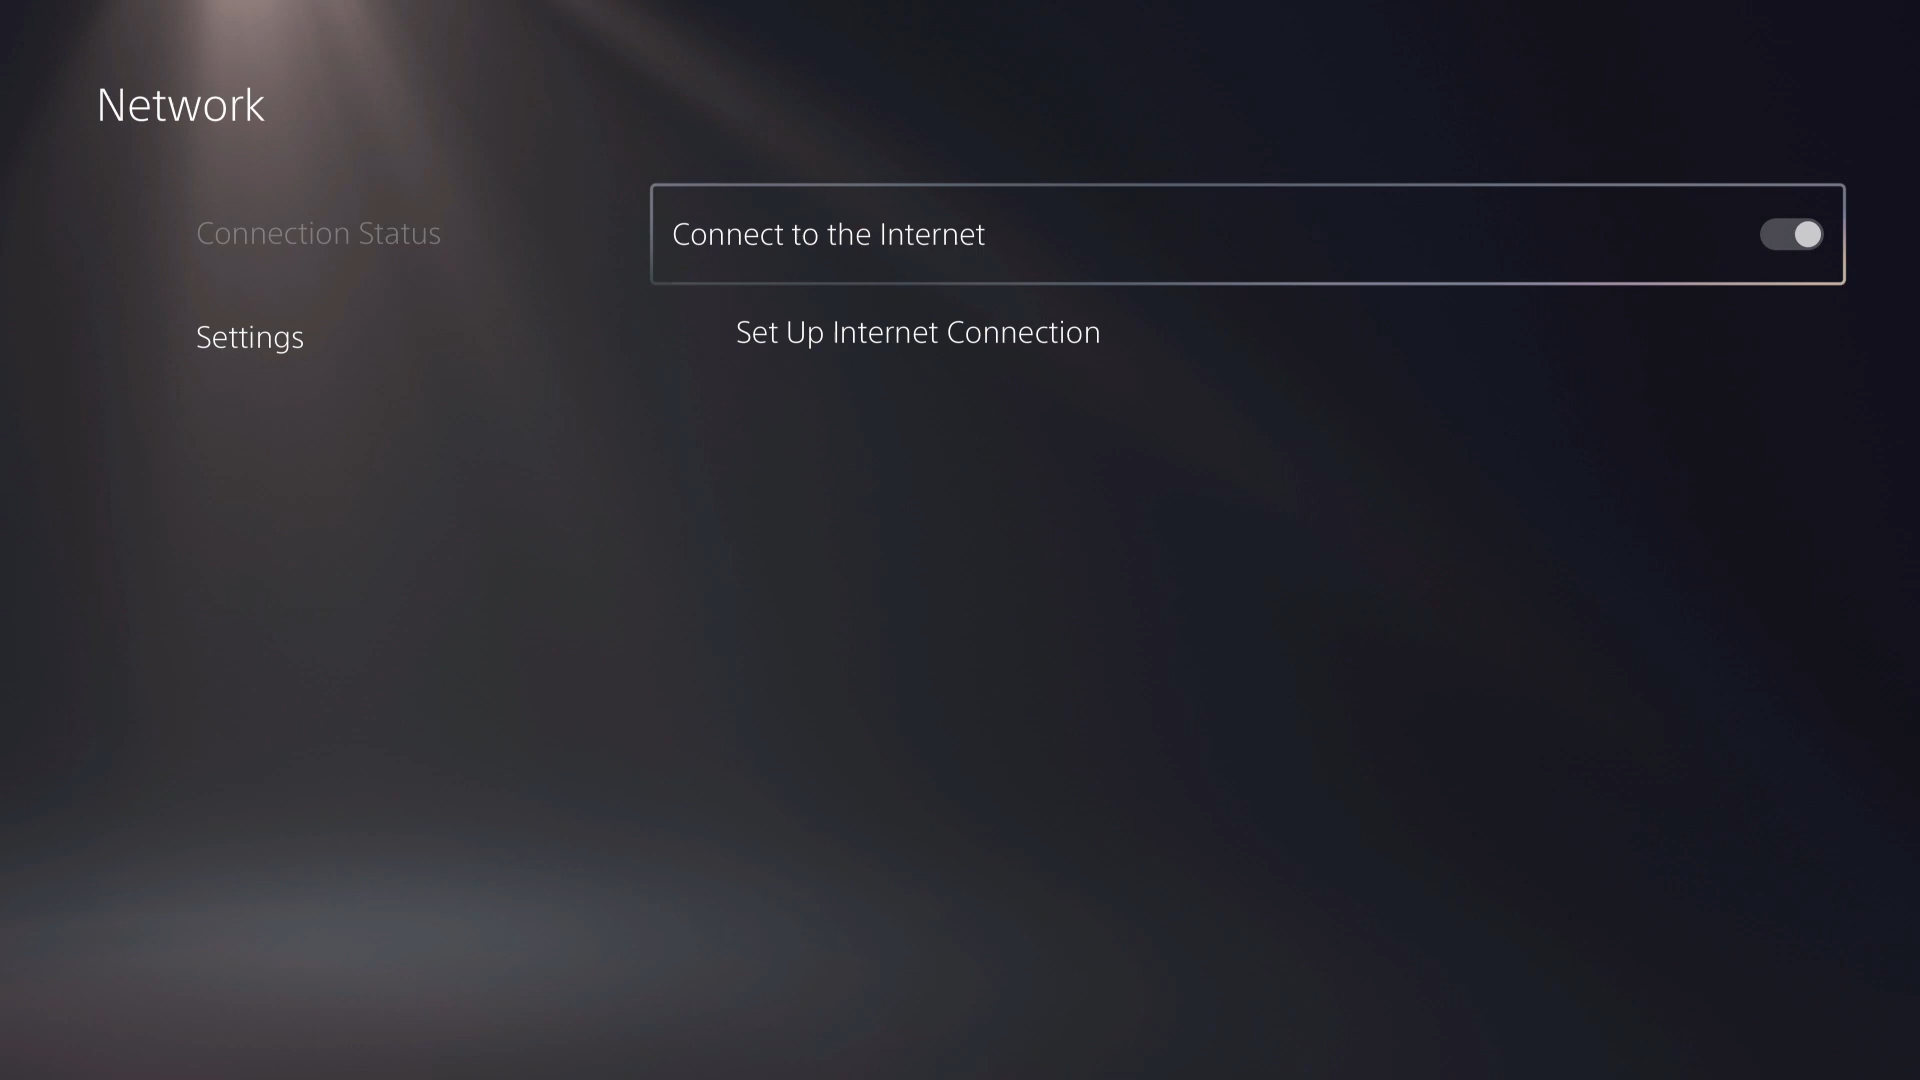 Network
Connection Status
Settings
Connect to the Internet
Set Up Internet Connection